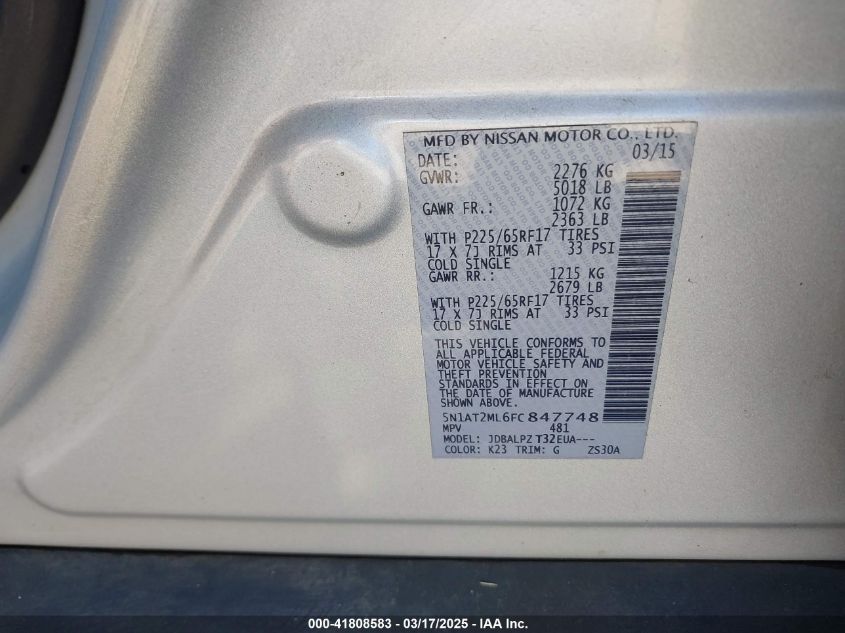 MFD BY NISSAN MOTOR CO., LTD.
DATE: 03/15
GVWR: 2276 KG
5018 LB
GAWR FR.: 1072 KG
2363 LB
WITH P225/65RF17 TIRES
17 X 7J RIMS AT 33 PSI
COLD SINGLE
GAWR RR.: 1215 KG
2679 LB
WITH P225/65RF17 TIRES
17 X 7J RIMS AT 33 PSI
COLD SINGLE
THIS VEHICLE CONFORMS TO
ALL APPLICABLE FEDERAL
MOTOR VEHICLE SAFETY AND
THEFT PREVENTION
STANDARDS IN EFFECT ON
THE DATE OF MANUFACTURE
SHOWN ABOVE.
5N1AT2ML6FC847748
MPV 481
MODEL: JDBALPZ T32EUA---
COLOR: K23 TRIM: G ZS30A
000-41808583 - 03/17/2025 - IAA Inc.